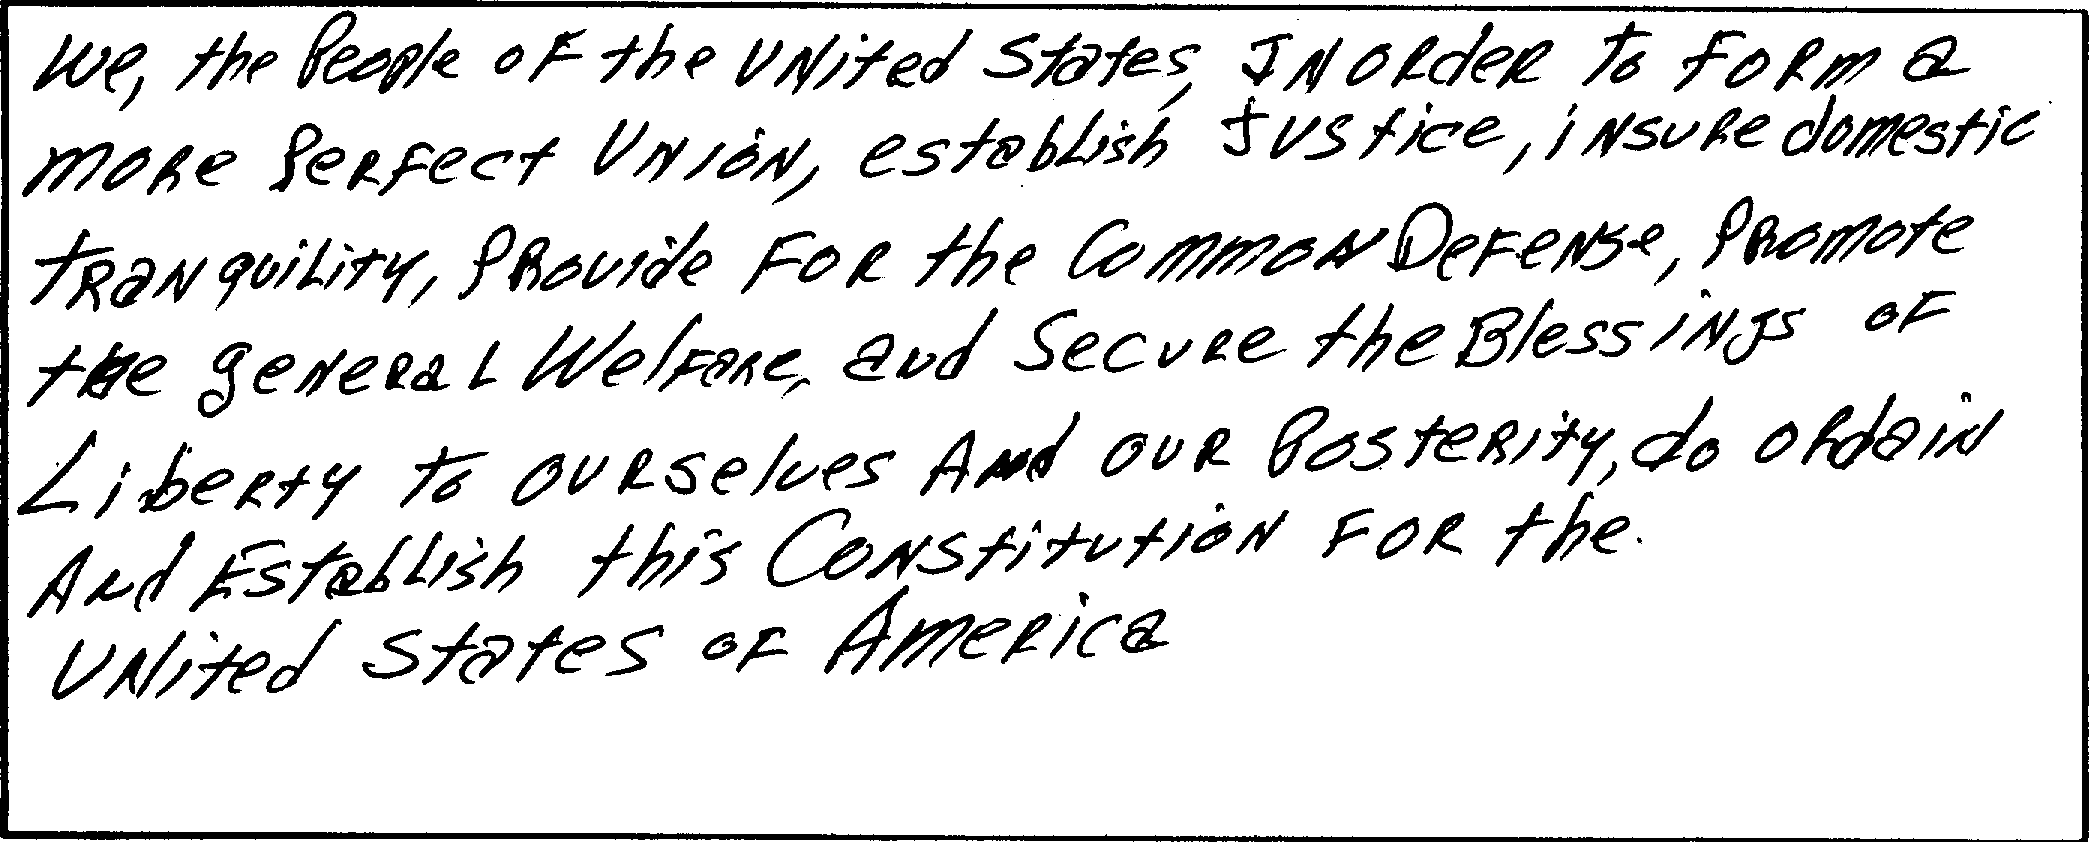 We, the People of the United States, In order to form a
more perfect Union, establish Justice, insure domestic
tranquility, provide for the Common Defense, promote
the general Welfare, and Secure the Blessings of
Liberty to ourselves And our Posterity, do ordain
And Establish this Constitution for the.
United States of America